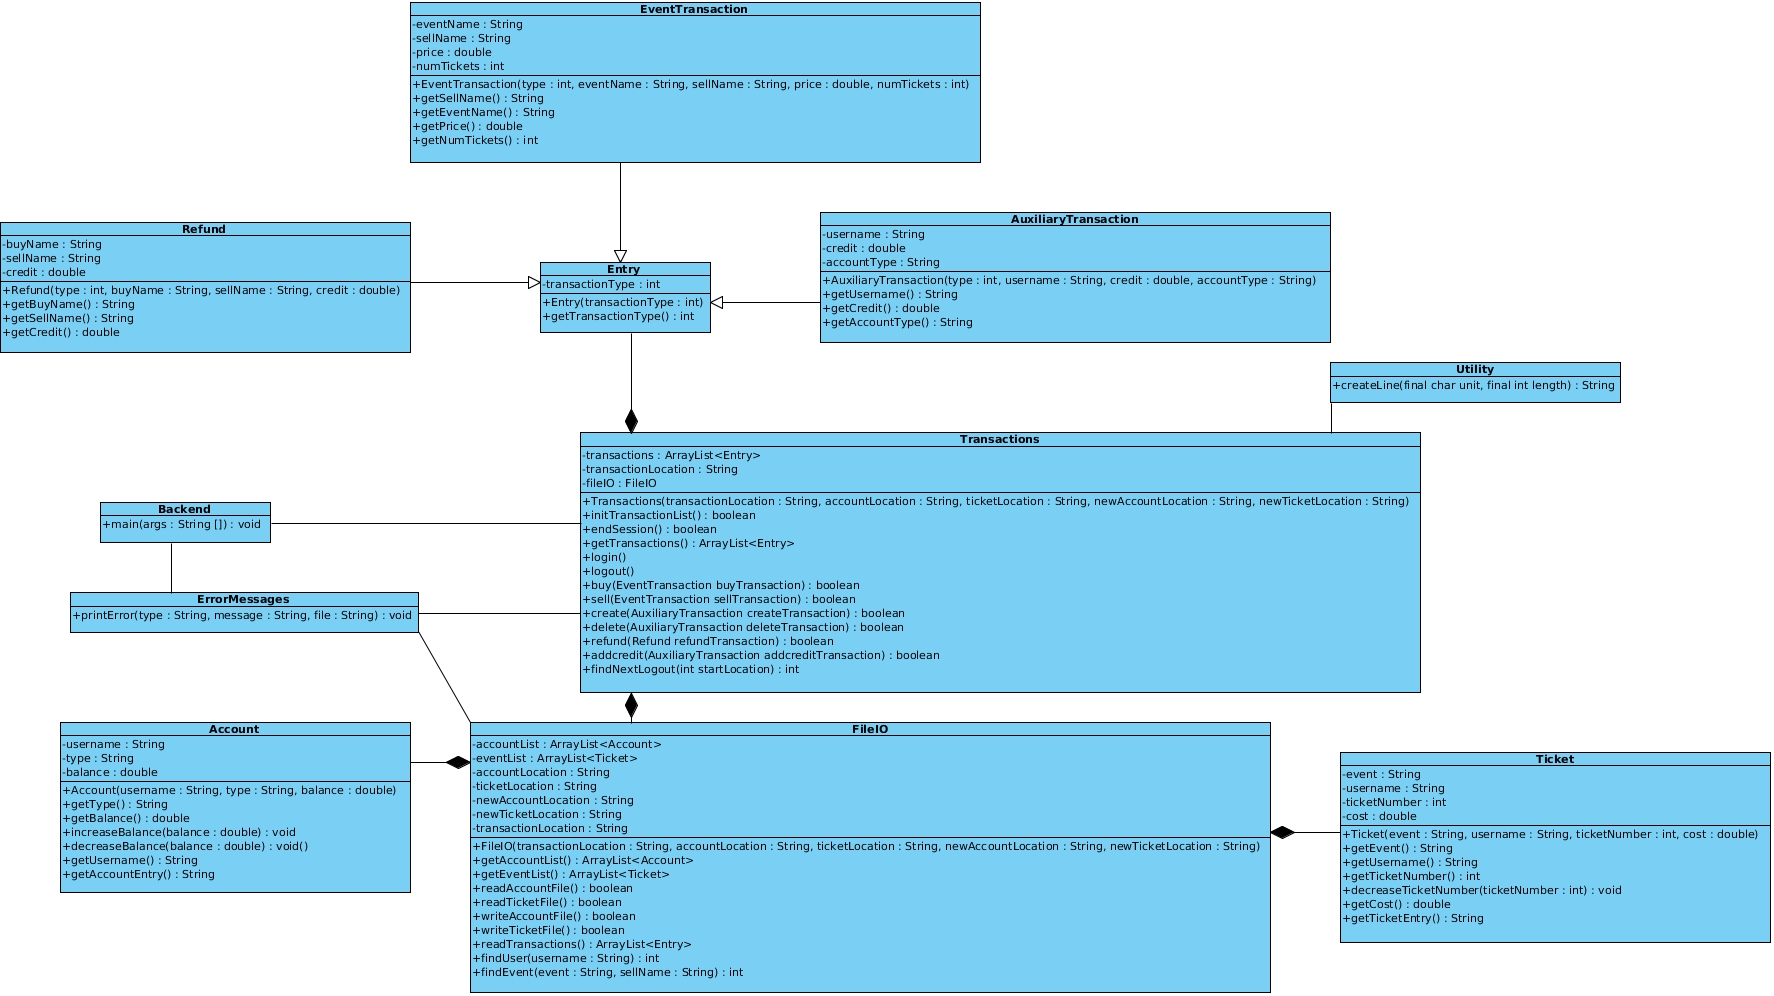 EventTransaction
-eventName : String
-sellName : String
-price : double
-numTickets : int
+EventTransaction(type : int, eventName : String, sellName : String, price : double, numTickets : int)
+getSellName() : String
+getEventName() : String
+getPrice() : double
+getNumTickets() : int
Refund
-buyName : String
-sellName : String
-credit : double
+Refund(type : int, buyName : String, sellName : String, credit : double)
+getBuyName() : String
+getSellName() : String
+getCredit() : double
Entry
-transactionType : int
+Entry(transactionType : int)
+getTransactionType() : int
AuxiliaryTransaction
-username : String
-credit : double
-accountType : String
+AuxiliaryTransaction(type : int, username : String, credit : double, accountType : String)
+getUsername() : String
+getCredit() : double
+getAccountType() : String
Utility
+createLine(final char unit, final int length) : String
Transactions
-transactions : ArrayList<Entry>
-transactionLocation : String
-fileIO : FileIO
+Transactions(transactionLocation : String, accountLocation : String, ticketLocation : String, newAccountLocation : String, newTicketLocation : String)
+initTransactionList() : boolean
+endSession() : boolean
+getTransactions() : ArrayList<Entry>
+login()
+logout()
+buy(EventTransaction buyTransaction) : boolean
+sell(EventTransaction sellTransaction) : boolean
+create(AuxiliaryTransaction createTransaction) : boolean
+delete(AuxiliaryTransaction deleteTransaction) : boolean
+refund(Refund refundTransaction) : boolean
+addcredit(AuxiliaryTransaction addcreditTransaction) : boolean
+findNextLogout(int startLocation) : int
Backend
+main(args : String []) : void
ErrorMessages
+printError(type : String, message : String, file : String) : void
Account
-username : String
-type : String
-balance : double
+Account(username : String, type : String, balance : double)
+getType() : String
+getBalance() : double
+increaseBalance(balance : double) : void
+decreaseBalance(balance : double) : void()
+getUsername() : String
+getAccountEntry() : String
FileIO
-accountList : ArrayList<Account>
-eventList : ArrayList<Ticket>
-accountLocation : String
-ticketLocation : String
-newAccountLocation : String
-newTicketLocation : String
-transactionLocation : String
+FileIO(transactionLocation : String, accountLocation : String, ticketLocation : String, newAccountLocation : String, newTicketLocation : String)
+getAccountList() : ArrayList<Account>
+getEventList() : ArrayList<Ticket>
+readAccountFile() : boolean
+readTicketFile() : boolean
+writeAccountFile() : boolean
+writeTicketFile() : boolean
+readTransactions() : ArrayList<Entry>
+findUser(username : String) : int
+findEvent(event : String, sellName : String) : int
Ticket
-event : String
-username : String
-ticketNumber : int
-cost : double
+Ticket(event : String, username : String, ticketNumber : int, cost : double)
+getEvent() : String
+getUsername() : String
+getTicketNumber() : int
+decreaseTicketNumber(ticketNumber : int) : void
+getCost() : double
+getTicketEntry() : String